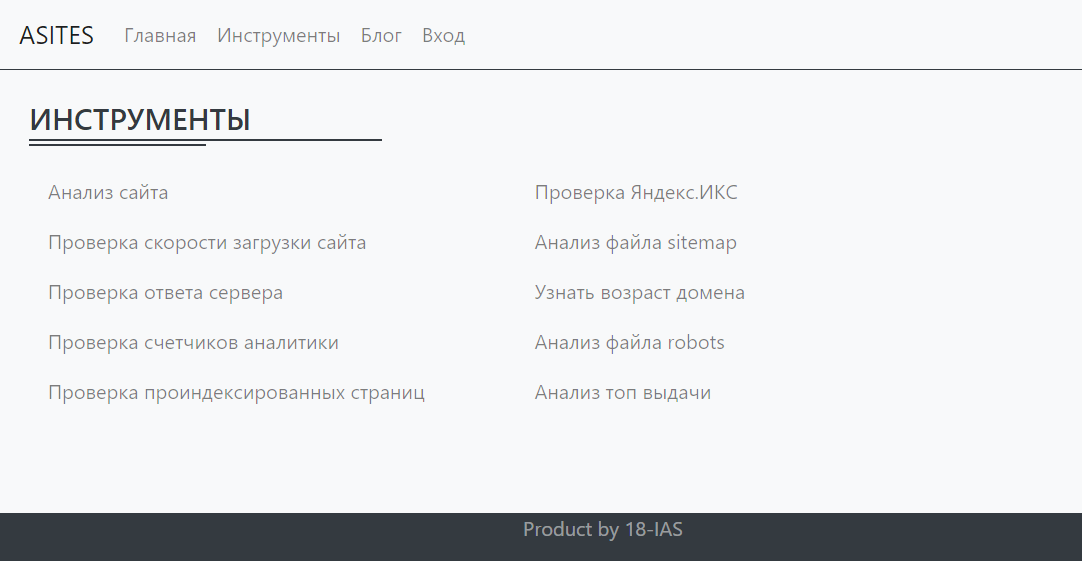 ASITES Главная Инструменты Блог Вход
ИНСТРУМЕНТЫ
Анализ сайта
Проверка скорости загрузки сайта
Проверка ответа сервера
Проверка счетчиков аналитики
Проверка проиндексированных страниц
Проверка Яндекс.ИКС
Анализ файла sitemap
Узнать возраст домена
Анализ файла robots
Анализ топ выдачи
Product by 18-IAS